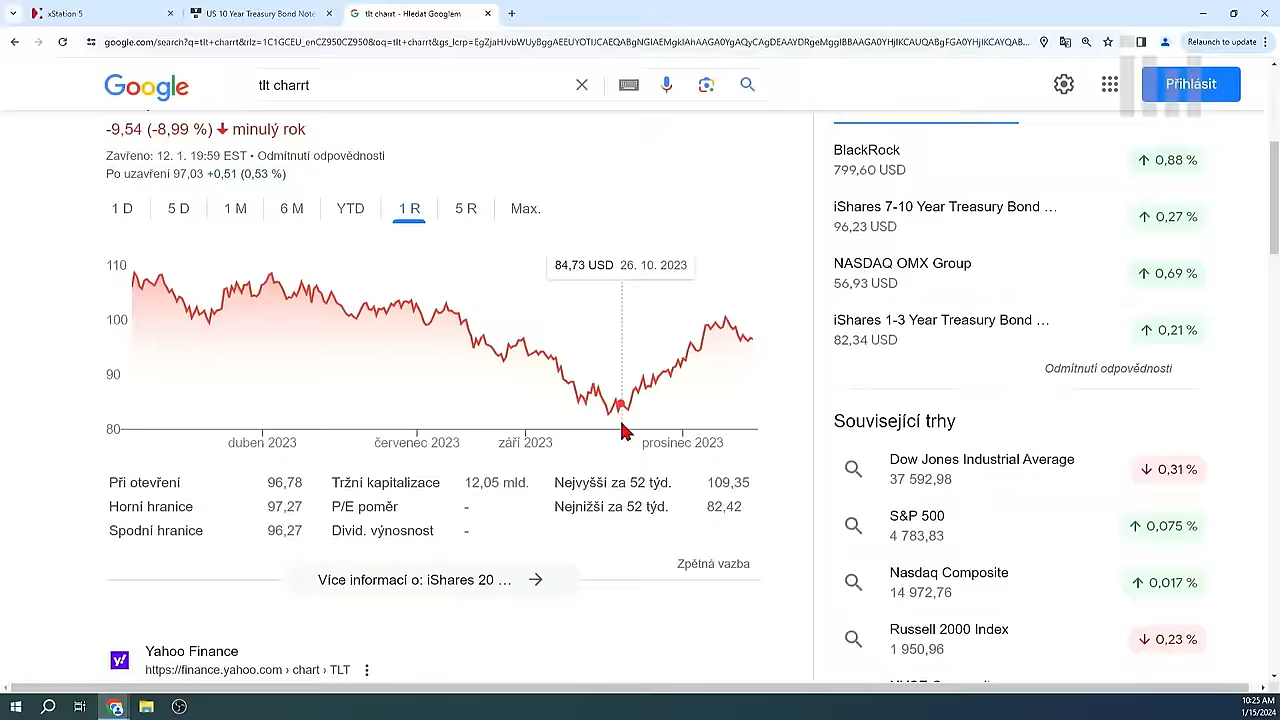 xStation 5
US 10 Year Treasury Bond Note
tlt charrt - Hledat Googlem
google.com/search?q=tlt+charrt&rlz=1C1GCEU_enCZ950CZ950&oq=tlt+charrt&gs_lcrp=
Relaunch to update
Google
tlt charrt
Přihlásit
-9,54 (-8,99 %) minulý rok
Zavřeno: 12. 1. 19:59 EST • Odmítnutí odpovědnosti
Po uzavření 97,03 +0,51 (0,53 %)
1 D
5 D
1 M
6 M
YTD
1 R
5 R
Max.
84,73 USD 26. 10. 2023
110
100
90
80
duben 2023
červenec 2023
září 2023
prosinec 2023
Při otevření 96,78
Horní hranice 97,27
Spodní hranice 96,27
Tržní kapitalizace 12,05 mld.
P/E poměr -
Divid. výnosnost -
Nejvyšší za 52 týd. 109,35
Nejnižší za 52 týd. 82,42
Zpětná vazba
Více informací o: iShares 20 …
Yahoo Finance
https://finance.yahoo.com › chart › TLT
BlackRock
799,60 USD
0,88 %
iShares 7-10 Year Treasury Bond …
96,23 USD
0,27 %
NASDAQ OMX Group
56,93 USD
0,69 %
iShares 1-3 Year Treasury Bond …
82,34 USD
0,21 %
Odmítnutí odpovědnosti
Související trhy
Dow Jones Industrial Average
37 592,98
0,31 %
S&P 500
4 783,83
0,075 %
Nasdaq Composite
14 972,76
0,017 %
Russell 2000 Index
1 950,96
0,23 %
10:25 AM
1/15/2024